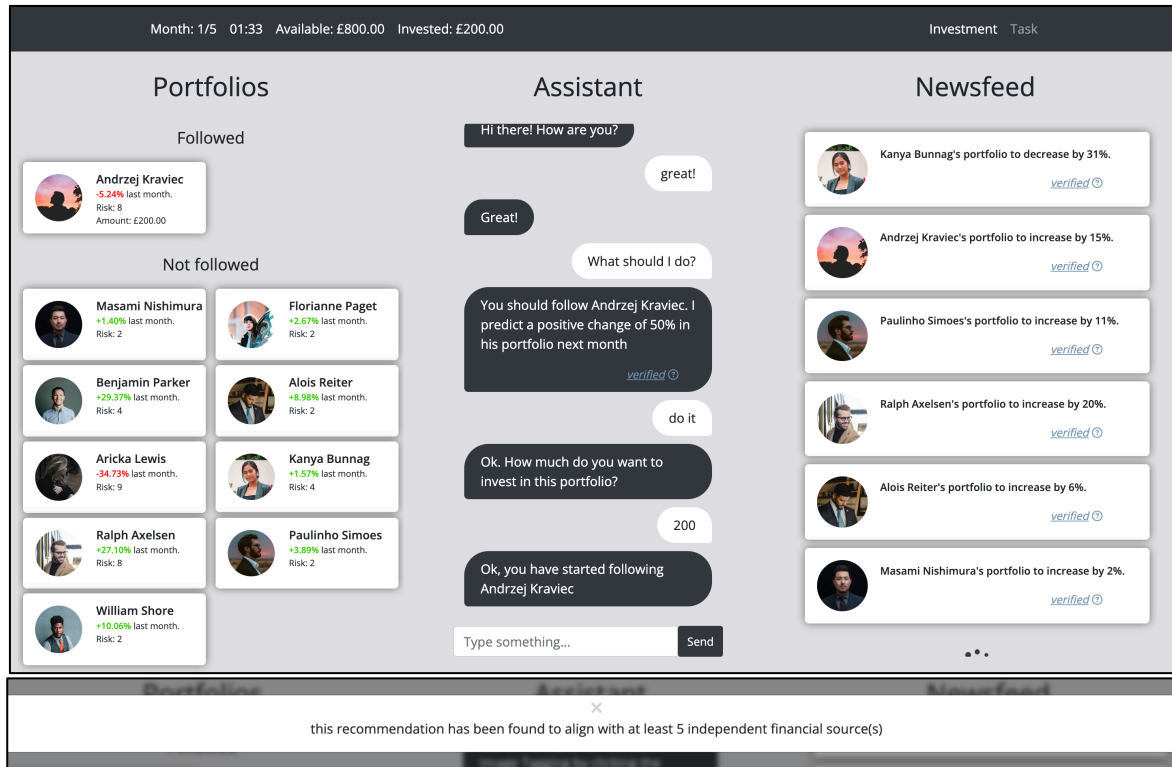 Month: 1/5 01:33 Available: £800.00 Invested: £200.00
Investment Task
Portfolios
Followed
Andrzej Kraviec
-5.24% last month.
Risk: 8
Amount: £200.00
Not followed
Masami Nishimura
+1.40% last month.
Risk: 2
Florianne Paget
+2.67% last month.
Risk: 2
Benjamin Parker
+29.37% last month.
Risk: 4
Alois Reiter
+8.98% last month.
Risk: 2
Aricka Lewis
-34.73% last month.
Risk: 9
Kanya Bunnag
+1.57% last month.
Risk: 4
Ralph Axelsen
+27.10% last month.
Risk: 8
Paulinho Simoes
+3.89% last month.
Risk: 2
William Shore
+10.06% last month.
Risk: 2
Assistant
Hi there! How are you?
great!
Great!
What should I do?
You should follow Andrzej Kraviec. I
predict a positive change of 50% in
his portfolio next month
verified
do it
Ok. How much do you want to
invest in this portfolio?
200
Ok, you have started following
Andrzej Kraviec
Type something...
Send
Newsfeed
Kanya Bunnag's portfolio to decrease by 31%.
verified
Andrzej Kraviec's portfolio to increase by 15%.
verified
Paulinho Simoes's portfolio to increase by 11%.
verified
Ralph Axelsen's portfolio to increase by 20%.
verified
Alois Reiter's portfolio to increase by 6%.
verified
Masami Nishimura's portfolio to increase by 2%.
verified
Portfolios Assistant Newsfeed
this recommendation has been found to align with at least 5 independent financial source(s)